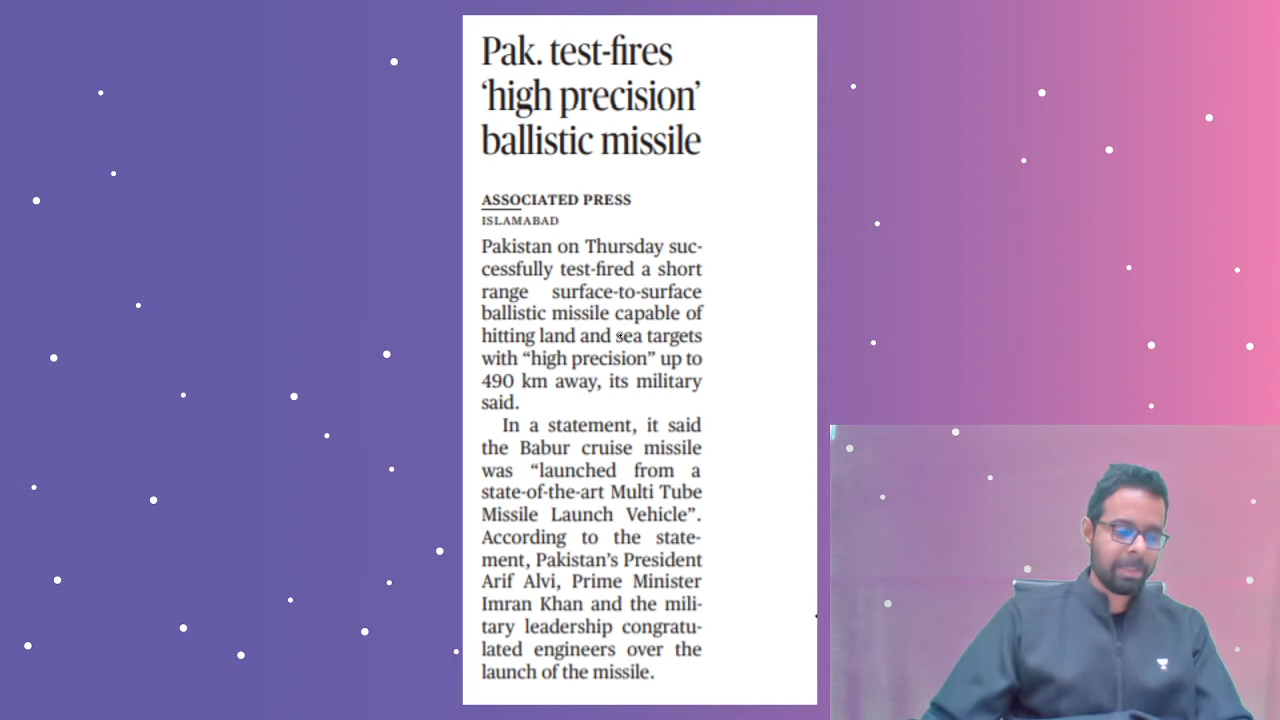 Pak. test-fires
‘high precision’
ballistic missile
ASSOCIATED PRESS
ISLAMABAD
Pakistan on Thursday suc-
cessfully test-fired a short
range surface-to-surface
ballistic missile capable of
hitting land and sea targets
with “high precision” up to
490 km away, its military
said.
In a statement, it said
the Babur cruise missile
was “launched from a
state-of-the-art Multi Tube
Missile Launch Vehicle”.
According to the state-
ment, Pakistan’s President
Arif Alvi, Prime Minister
Imran Khan and the mili-
tary leadership congratu-
lated engineers over the
launch of the missile.